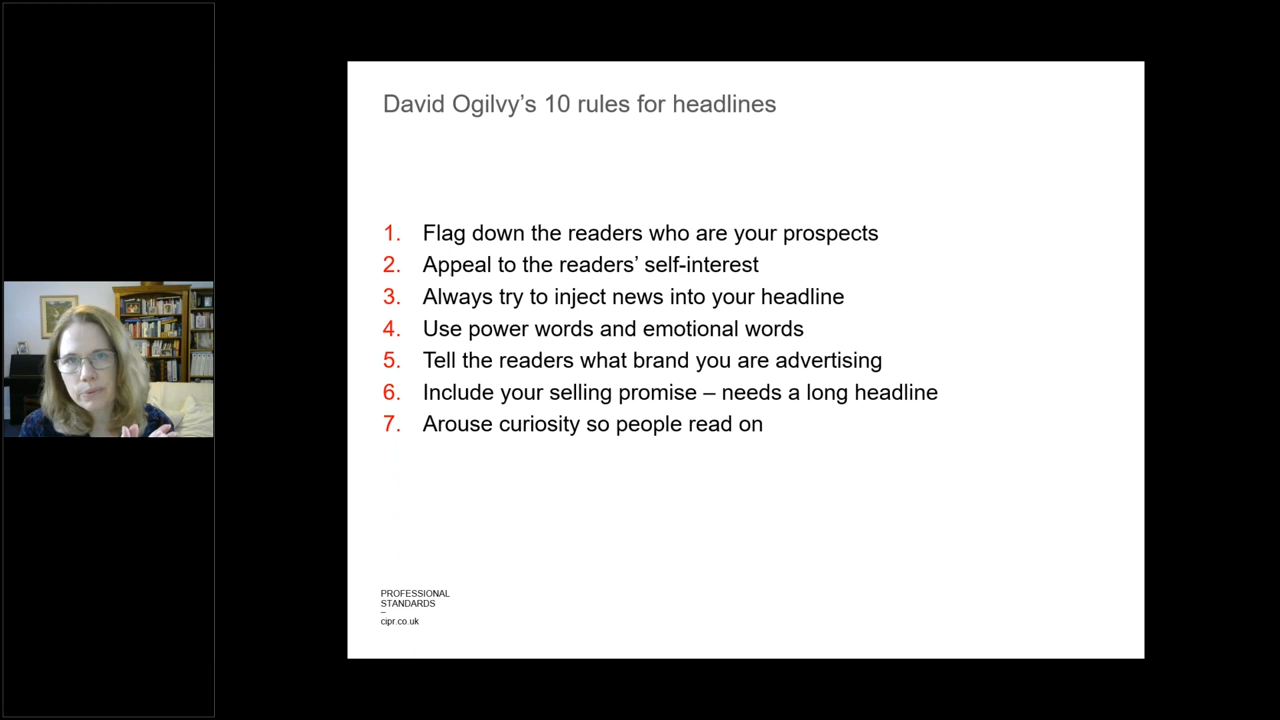 David Ogilvy’s 10 rules for headlines
1. Flag down the readers who are your prospects
2. Appeal to the readers’ self-interest
3. Always try to inject news into your headline
4. Use power words and emotional words
5. Tell the readers what brand you are advertising
6. Include your selling promise – needs a long headline
7. Arouse curiosity so people read on
PROFESSIONAL
STANDARDS
–
cipr.co.uk